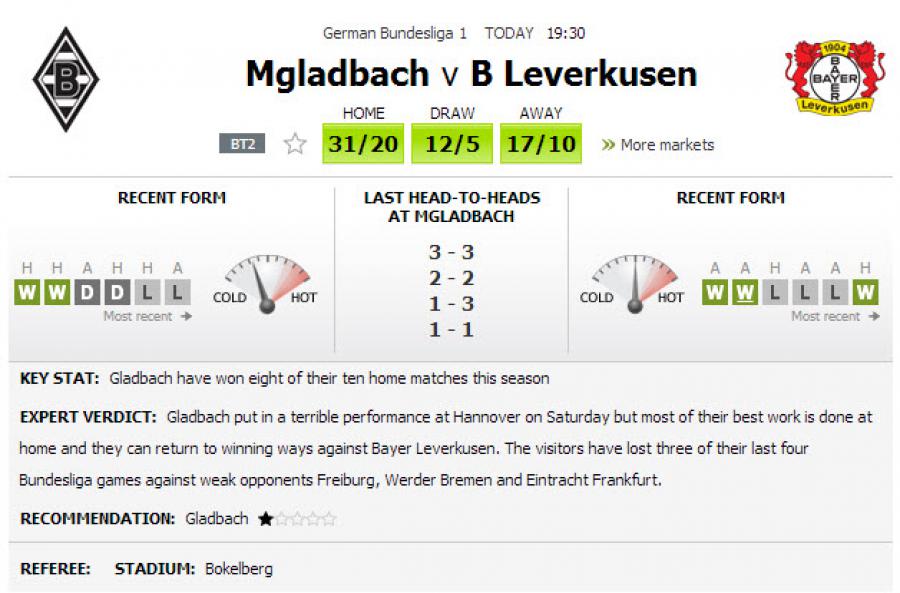 German Bundesliga 1 TODAY 19:30
Mgladbach v B Leverkusen
B
1904
BAYER
BAYER
Leverkusen
HOME DRAW AWAY
BT2 31/20 12/5 17/10 » More markets
RECENT FORM
H H A H H A
W W D D L L
Most recent →
COLD HOT
LAST HEAD-TO-HEADS
AT MGLADBACH
3 - 3
2 - 2
1 - 3
1 - 1
RECENT FORM
COLD HOT
A A H A A H
W W L L L W
Most recent →
KEY STAT: Gladbach have won eight of their ten home matches this season
EXPERT VERDICT: Gladbach put in a terrible performance at Hannover on Saturday but most of their best work is done at
home and they can return to winning ways against Bayer Leverkusen. The visitors have lost three of their last four
Bundesliga games against weak opponents Freiburg, Werder Bremen and Eintracht Frankfurt.
RECOMMENDATION: Gladbach ★☆☆☆☆
REFEREE: STADIUM: Bokelberg